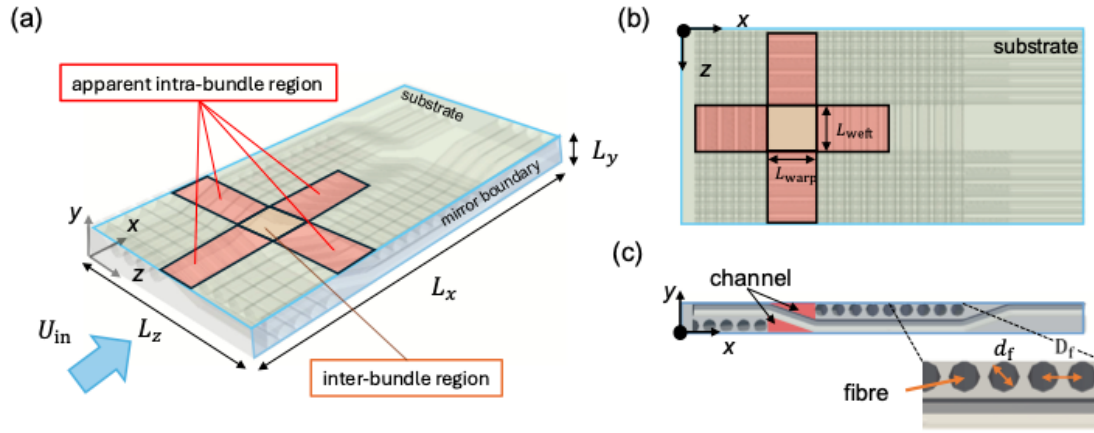 (a)
apparent intra-bundle region
substrate
L_y
mirror boundary
y
x
z
L_x
U_in
L_z
inter-bundle region
(b)
x
substrate
z
L_weft
L_warp
(c)
channel
y
x
d_f
D_f
fibre